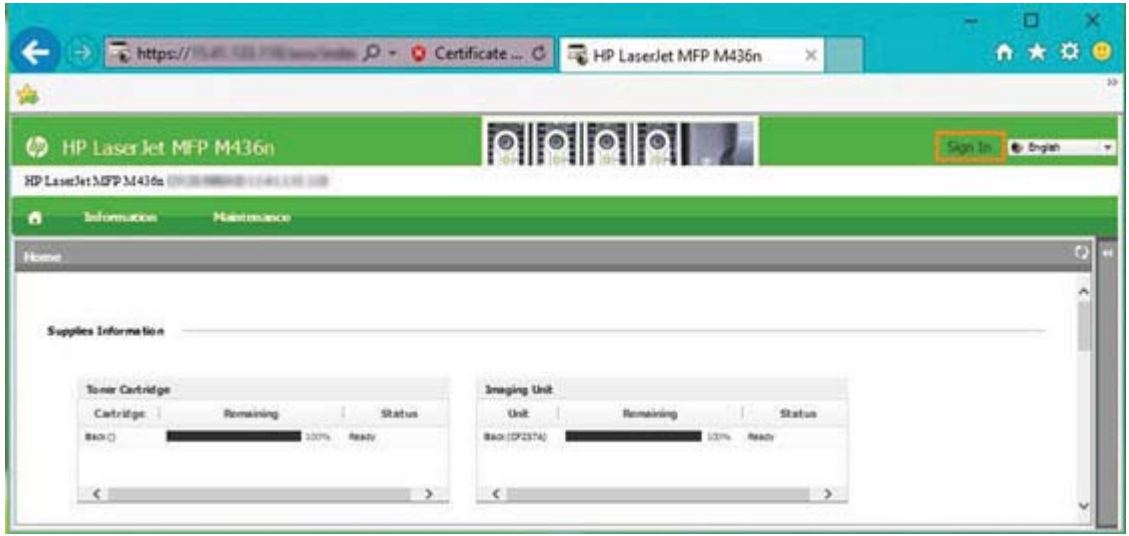 https://
Certificate ...
HP LaserJet MFP M436n
hp HP LaserJet MFP M436n
Sign In
English
HP LaserJet MFP M436n
Information Maintenance
Home
Supplies Information
Toner Cartridge
Cartridge Remaining Status
100% Ready
Imaging Unit
Unit Remaining Status
100% Ready